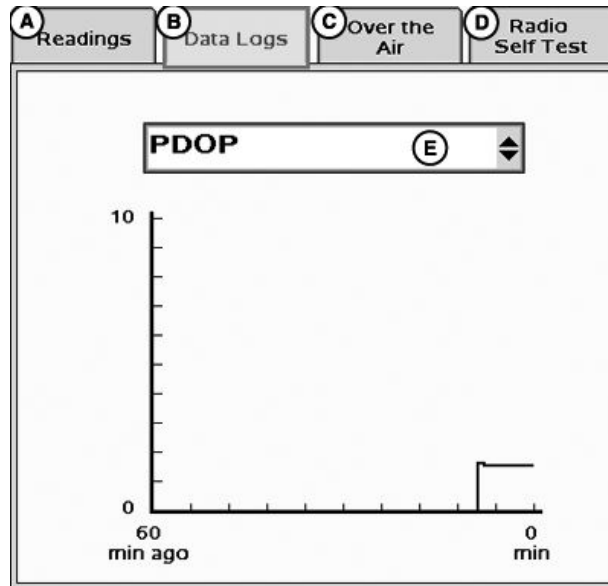 A Readings
B Data Logs
C Over the
Air
D Radio
Self Test
PDOP E
10
0
60
min ago
0
min